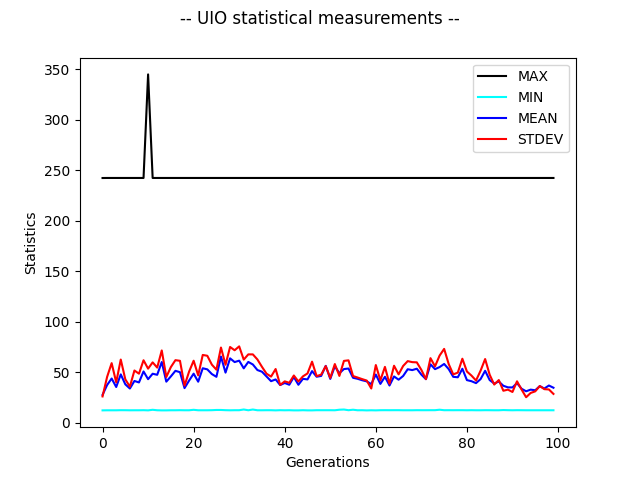 -- UIO statistical measurements --
350
300
250
200
150
100
50
0
Statistics
MAX
MIN
MEAN
STDEV
0 20 40 60 80 100
Generations